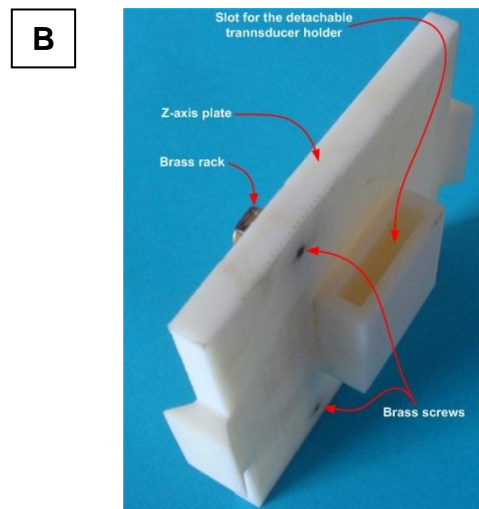 B
Slot for the detachable
trannsducer holder
Z-axis plate
Brass rack
Brass screws